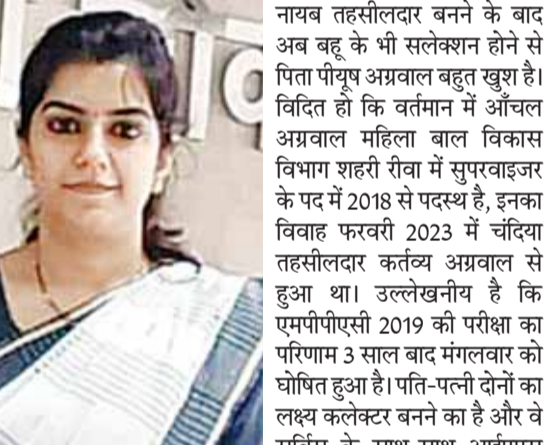 नायब तहसीलदार बनने के बाद
अब बहू के भी सलेक्शन होने से
पिता पीयूष अग्रवाल बहुत खुश है।
विदित हो कि वर्तमान में आँचल
अग्रवाल महिला बाल विकास
विभाग शहरी रीवा में सुपरवाइजर
के पद में 2018 से पदस्थ है, इनका
विवाह फरवरी 2023 में चंदिया
तहसीलदार कर्तव्य अग्रवाल से
हुआ था। उल्लेखनीय है कि
एमपीपीएसी 2019 की परीक्षा का
परिणाम 3 साल बाद मंगलवार को
घोषित हुआ है। पति-पत्नी दोनों का
लक्ष्य कलेक्टर बनने का है और वे